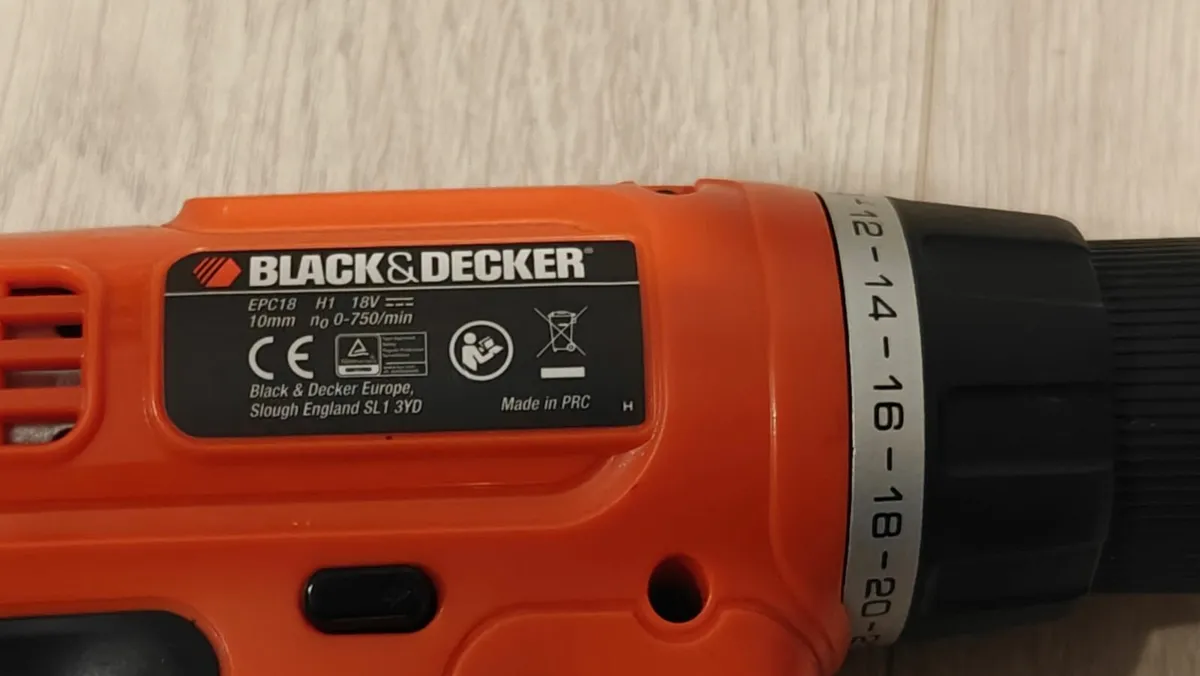 BLACK&DECKER
EPC18 H1 18V
10mm n0 0-750/min
CE
Black & Decker Europe,
Slough England SL1 3YD
Made in PRC
H
12-14-16-18-20-